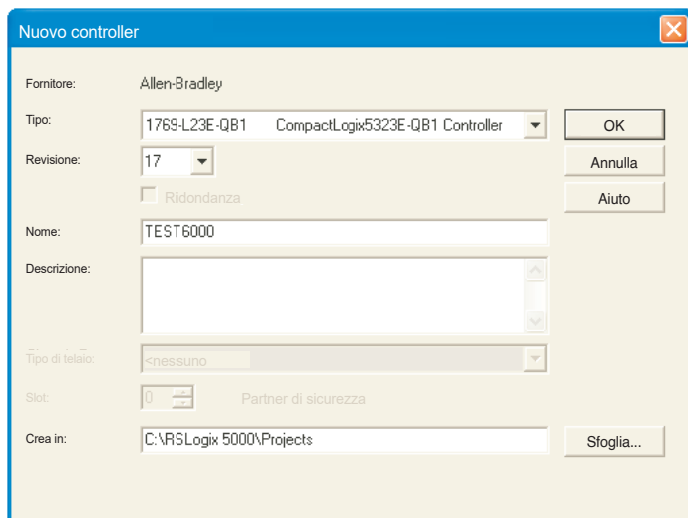 Nuovo controller
Fornitore: Allen-Bradley
Tipo: 1769-L23E-QB1 CompactLogix5323E-QB1 Controller OK
Revisione: 17 Annulla
Ridondanza Aiuto
Nome: TEST6000
Descrizione:
Tipo di telaio: <nessuno
Slot: 0 Partner di sicurezza
Crea in: C:\RSLogix 5000\Projects Sfoglia...